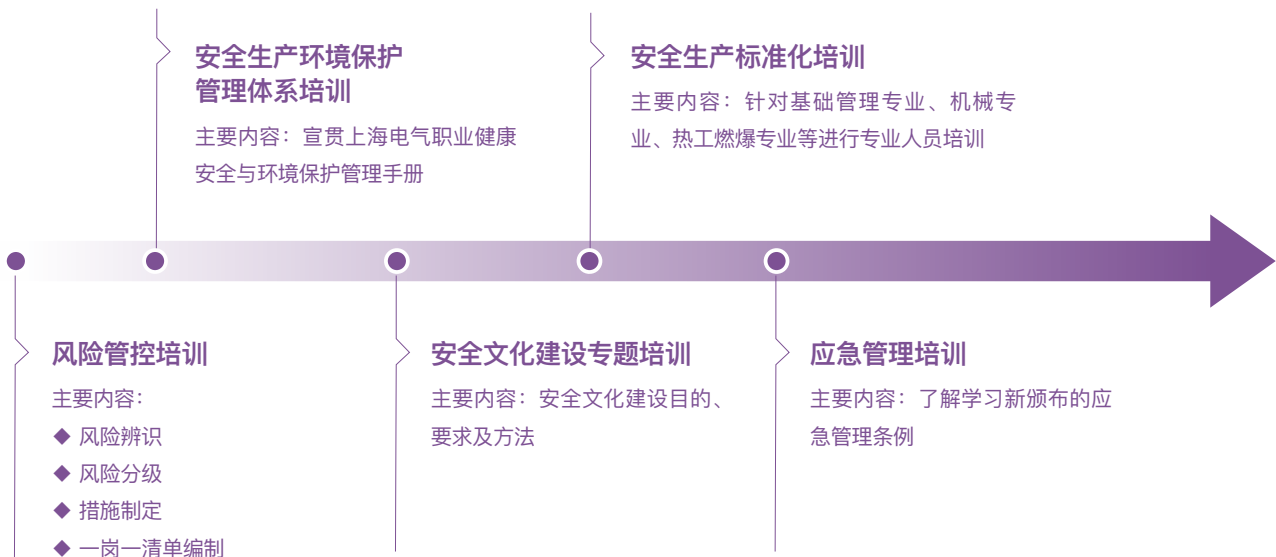 安全生产环境保护
管理体系培训
主要内容：宣贯上海电气职业健康
安全与环境保护管理手册
安全生产标准化培训
主要内容：针对基础管理专业、机械专
业、热工燃爆专业等进行专业人员培训
风险管控培训
主要内容：
◆ 风险辨识
◆ 风险分级
◆ 措施制定
◆ 一岗一清单编制
安全文化建设专题培训
主要内容：安全文化建设目的、
要求及方法
应急管理培训
主要内容：了解学习新颁布的应
急管理条例